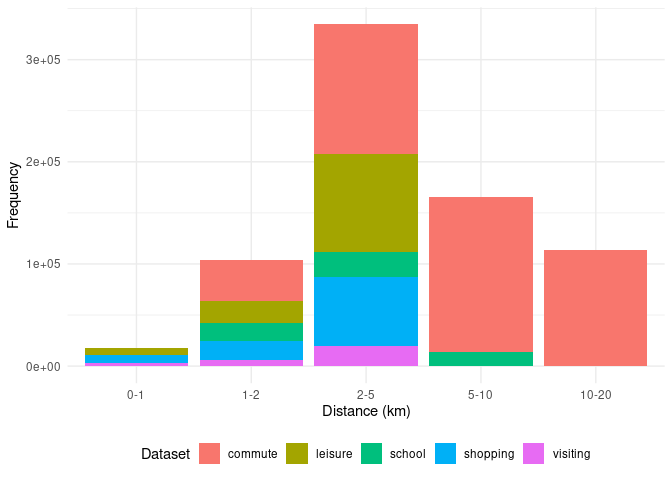 3e+05
2e+05
1e+05
0e+00
Frequency
0-1 1-2 2-5 5-10 10-20
Distance (km)
Dataset commute leisure school shopping visiting